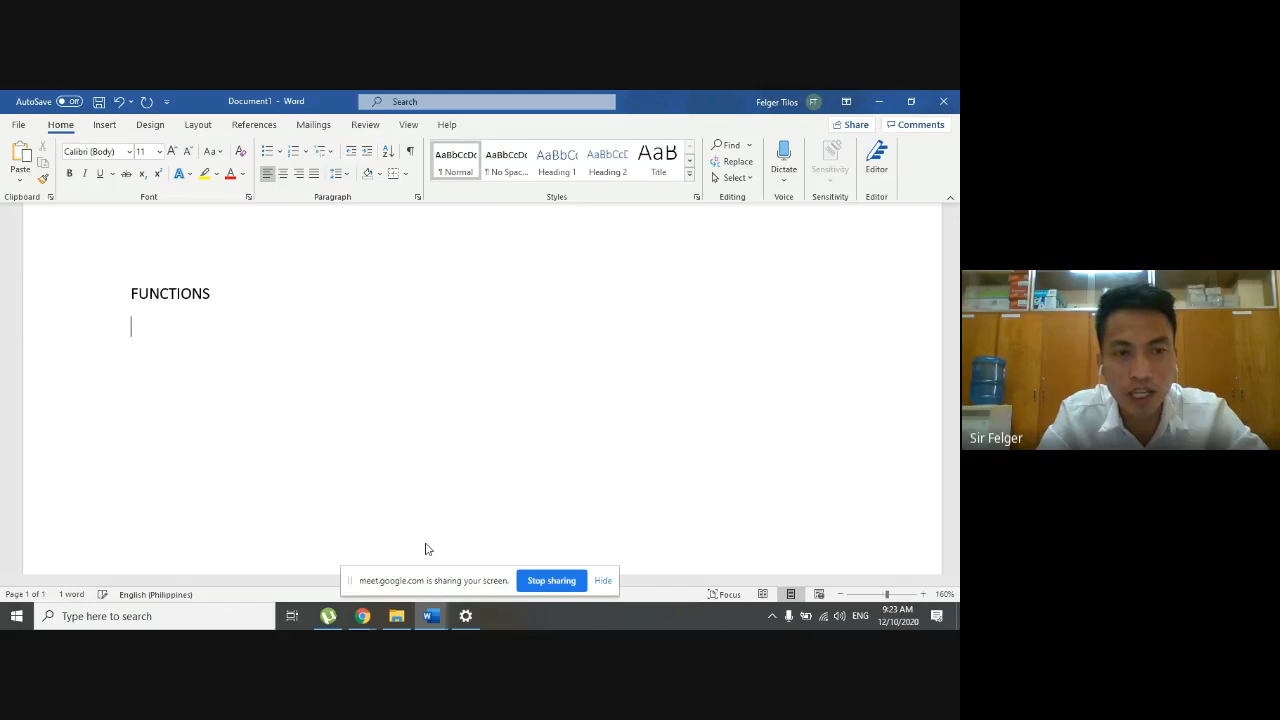 AutoSave Off
Document1 - Word
Search
Felger Tilos FT
File Home Insert Design Layout References Mailings Review View Help
Share Comments
Paste
Calibri (Body) 11
AaBbCcDc AaBbCcDc AaBbCc AaBbCcD AaB
¶ Normal ¶ No Spac... Heading 1 Heading 2 Title
Find
Replace
Select
Dictate
Sensitivity
Editor
Clipboard Font Paragraph Styles Editing Voice Sensitivity Editor
FUNCTIONS
Sir Felger
meet.google.com is sharing your screen. Stop sharing Hide
Page 1 of 1 1 word English (Philippines) Focus 160%
Type here to search
ENG
9:23 AM
12/10/2020